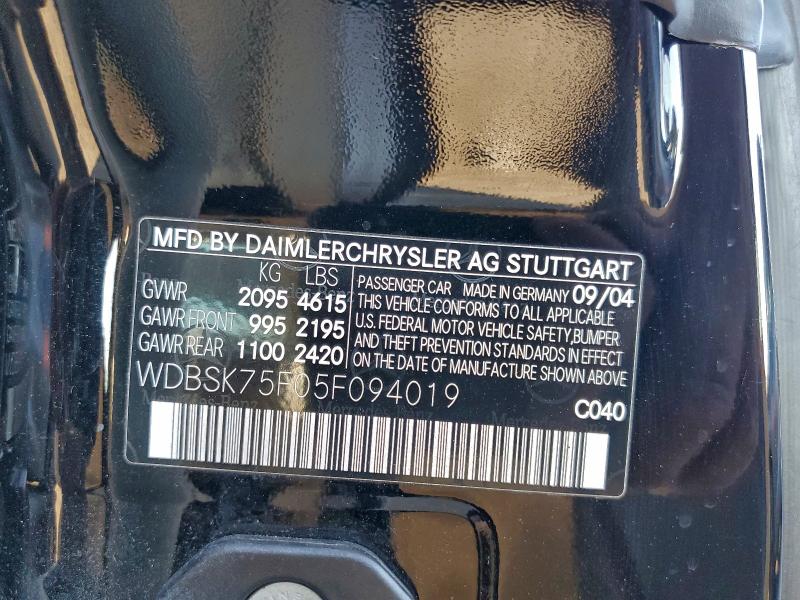 MFD BY DAIMLERCHRYSLER AG STUTTGART
KG LBS
GVWR 2095 4615
GAWR FRONT 995 2195
GAWR REAR 1100 2420
PASSENGER CAR MADE IN GERMANY 09/04
THIS VEHICLE CONFORMS TO ALL APPLICABLE
U.S. FEDERAL MOTOR VEHICLE SAFETY,BUMPER
AND THEFT PREVENTION STANDARDS IN EFFECT
ON THE DATE OF MANUFACTURE SHOWN ABOVE
WDBSK75F05F094019
C040
Mercedes-Benz